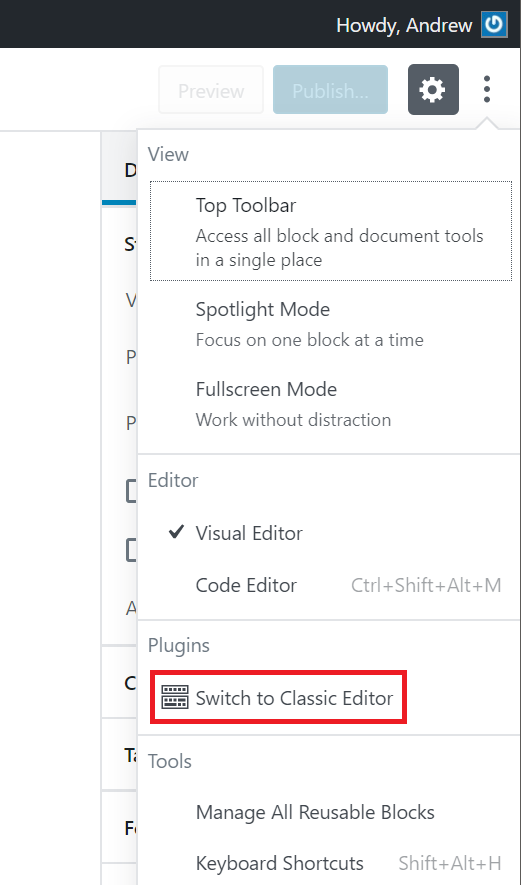 Howdy, Andrew
Preview
Publish...
View
Top Toolbar
Access all block and document tools
in a single place
Spotlight Mode
Focus on one block at a time
Fullscreen Mode
Work without distraction
Editor
Visual Editor
Code Editor Ctrl+Shift+Alt+M
Plugins
Switch to Classic Editor
Tools
Manage All Reusable Blocks
Keyboard Shortcuts Shift+Alt+H